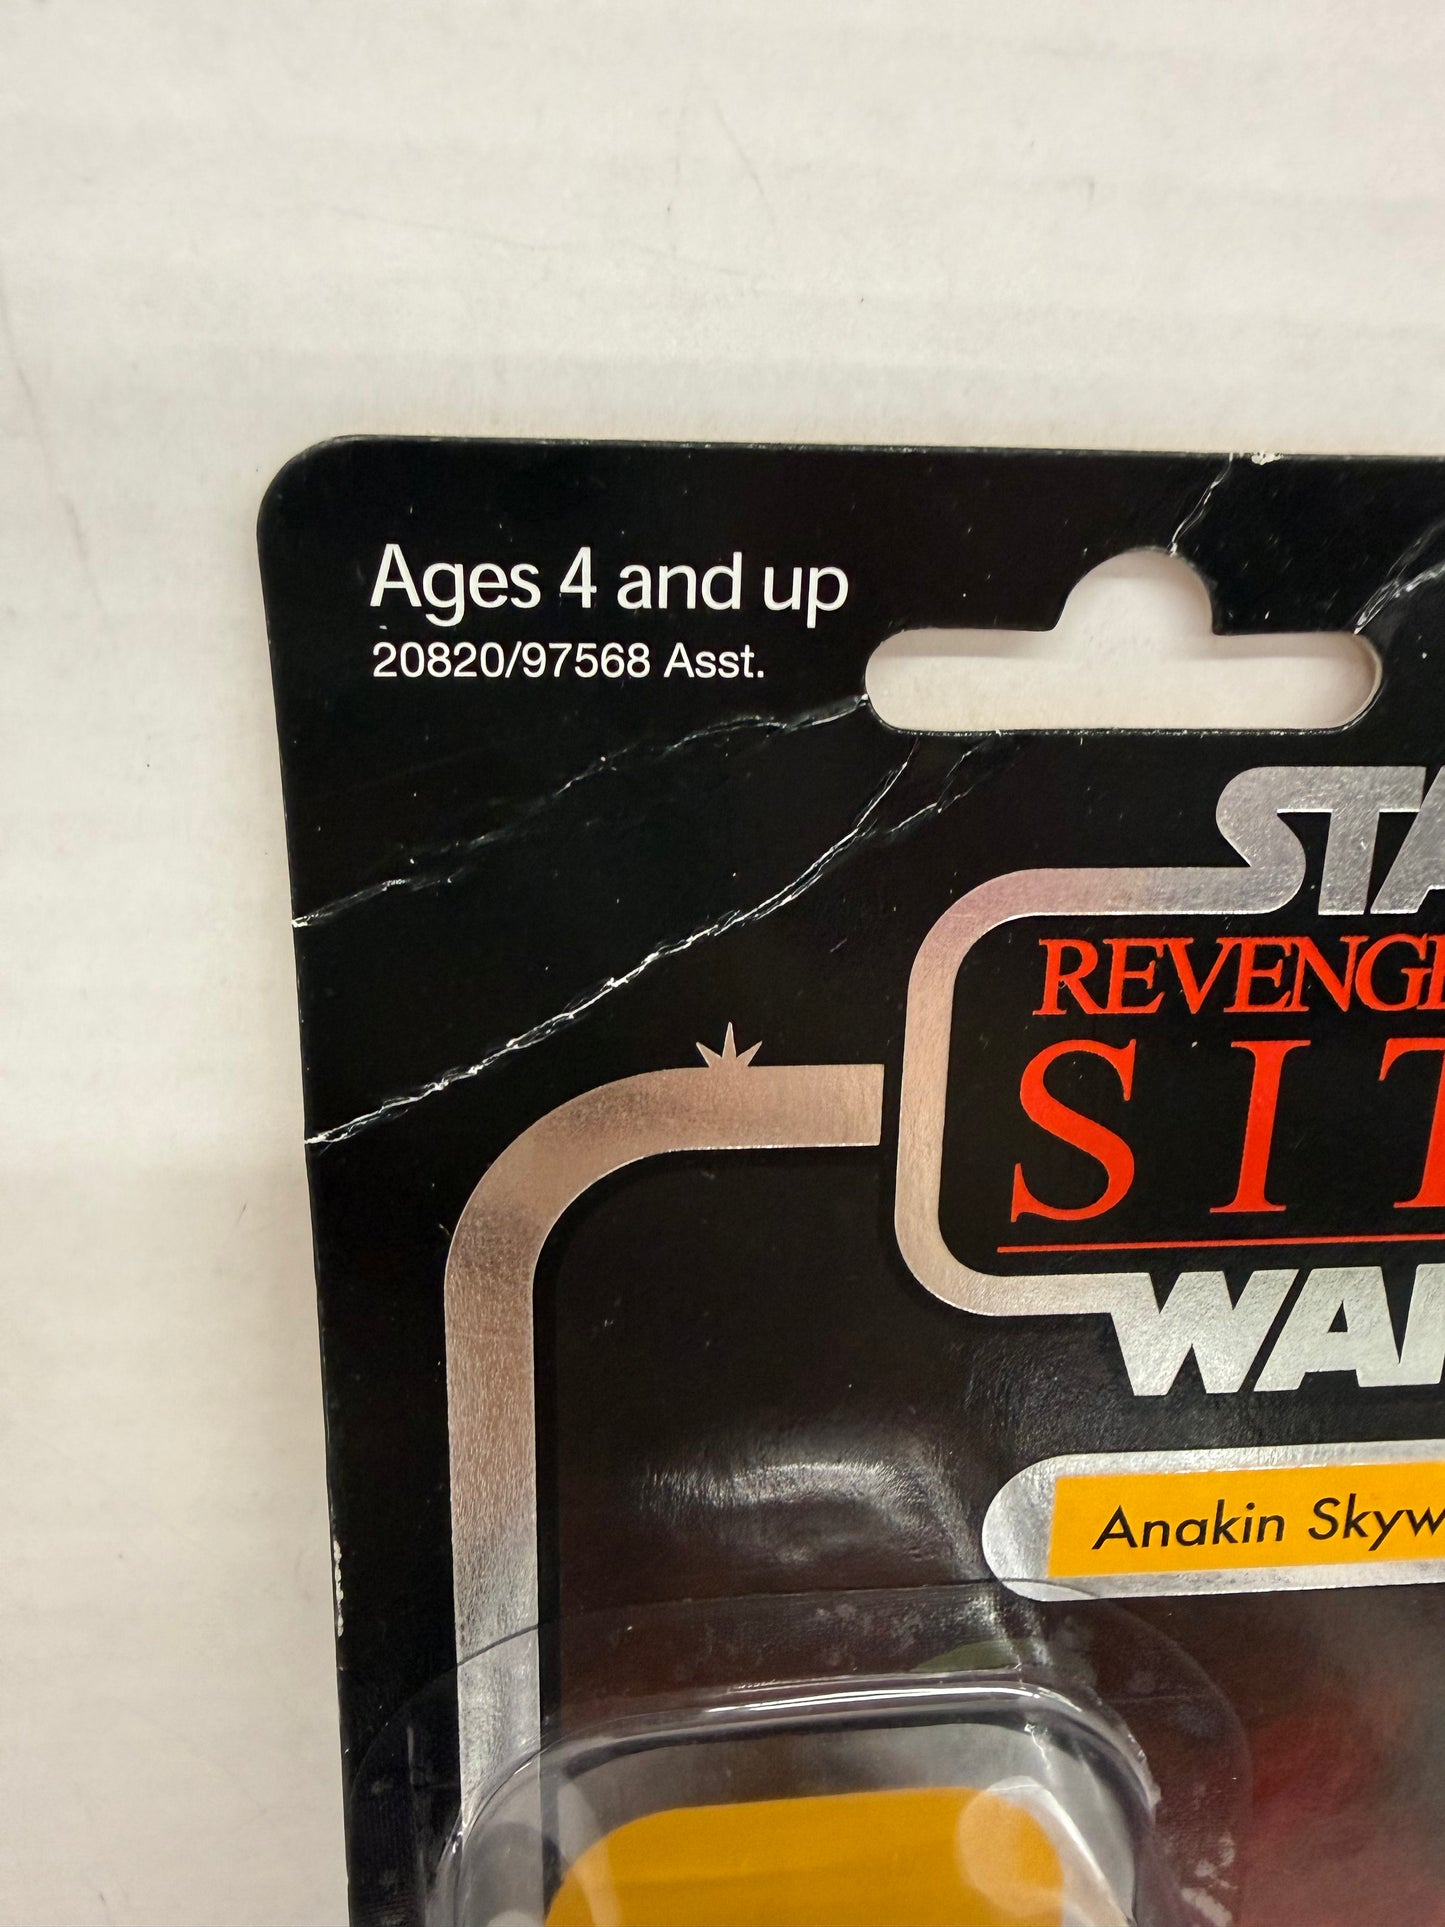 Ages 4 and up
20820/97568 Asst.
STA
REVENG
SIT
WAR
Anakin Skyw